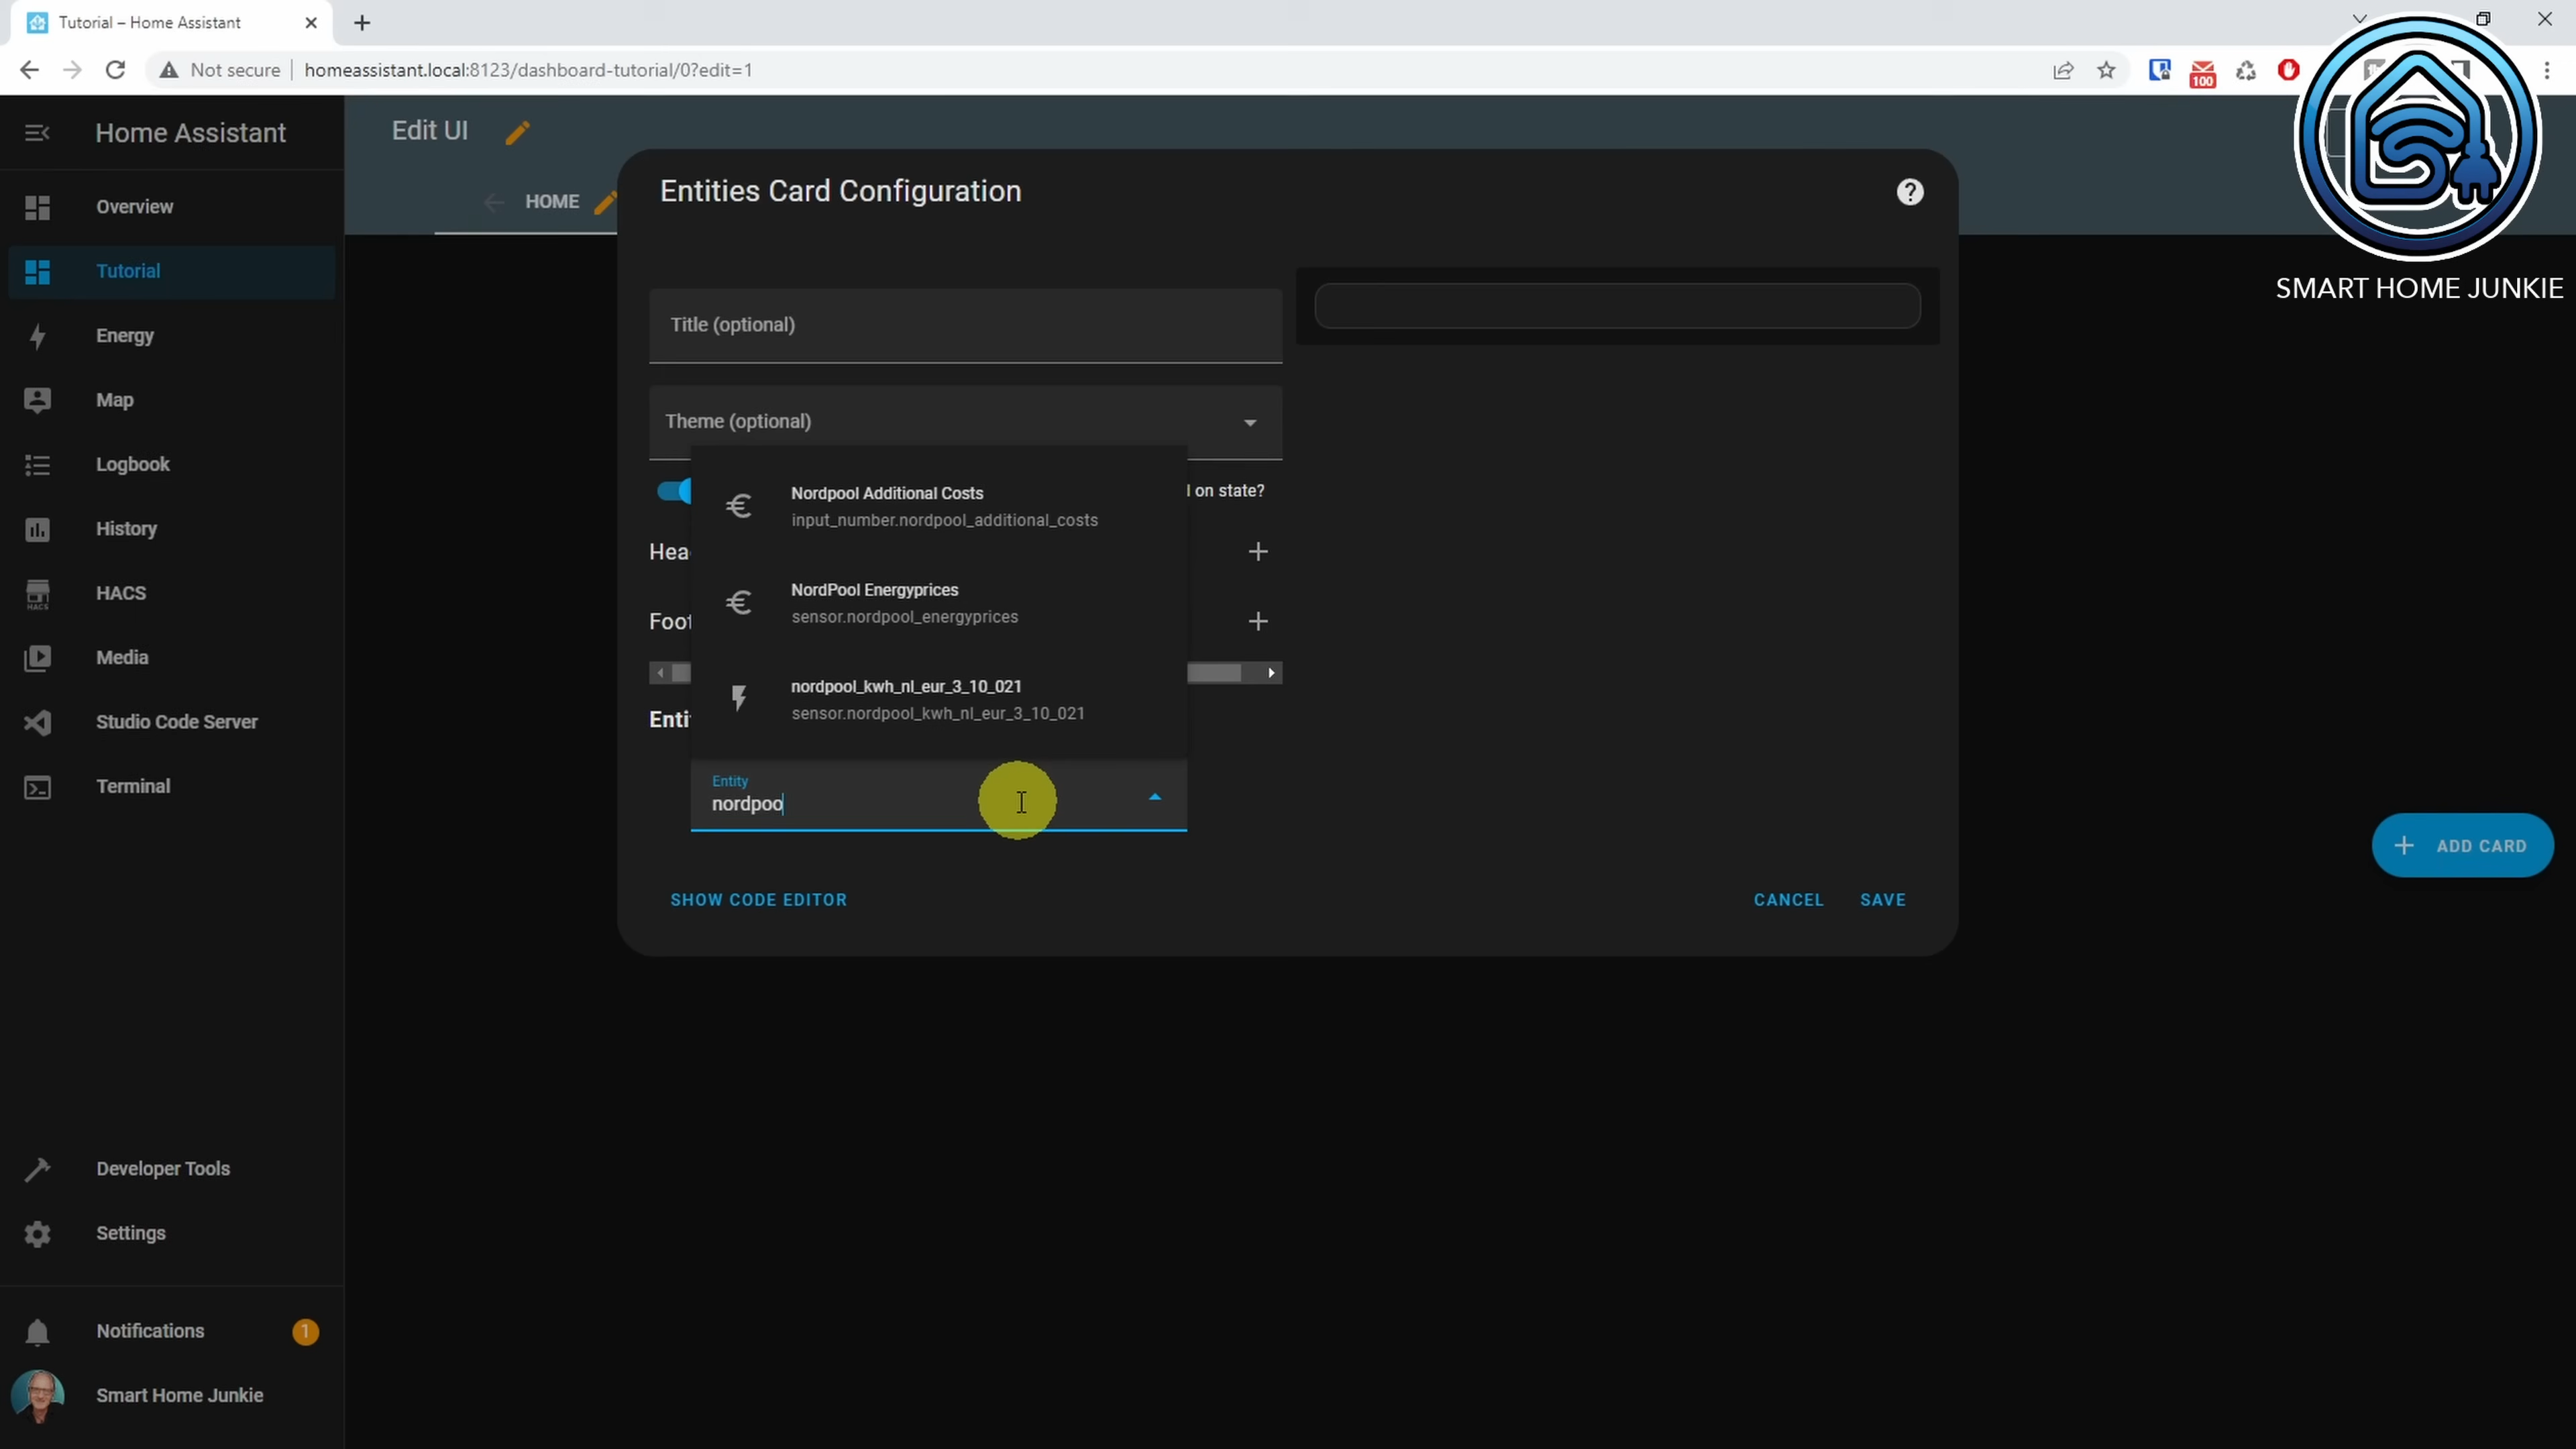 Tutorial – Home Assistant
Not secure
homeassistant.local:8123/dashboard-tutorial/0?edit=1
100
SMART HOME JUNKIE
Home Assistant
Overview
Tutorial
Energy
Map
Logbook
History
HACS
HACS
Media
Studio Code Server
Terminal
Developer Tools
Settings
Notifications
1
Smart Home Junkie
Edit UI
HOME
Entities Card Configuration
Title (optional)
Theme (optional)
l on state?
Hea
Foot
Enti
Nordpool Additional Costs
input_number.nordpool_additional_costs
NordPool Energyprices
sensor.nordpool_energyprices
nordpool_kwh_nl_eur_3_10_021
sensor.nordpool_kwh_nl_eur_3_10_021
Entity
nordpoo
SHOW CODE EDITOR
CANCEL
SAVE
ADD CARD